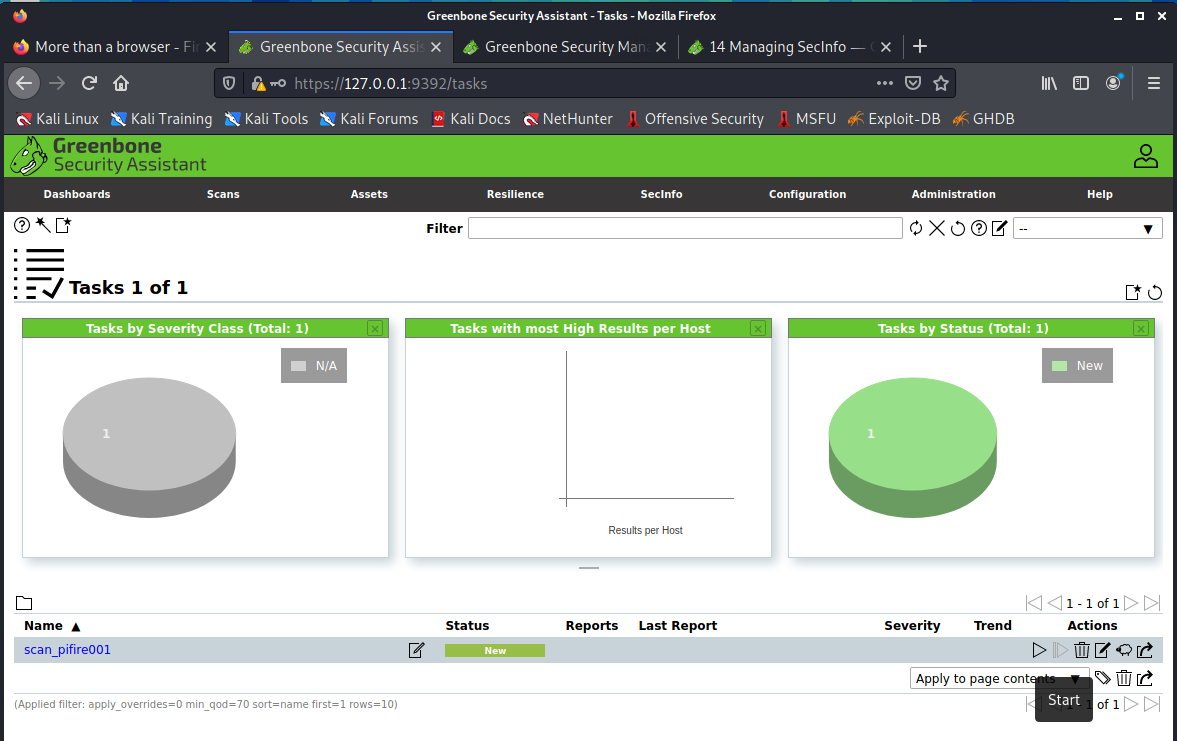 Greenbone Security Assistant - Tasks - Mozilla Firefox
More than a browser - Fi
Greenbone Security Assis
Greenbone Security Man
14 Managing SecInfo —
https://127.0.0.1:9392/tasks
Kali Linux Kali Training Kali Tools Kali Forums Kali Docs NetHunter Offensive Security MSFU Exploit-DB GHDB
Greenbone
Security Assistant
Dashboards Scans Assets Resilience SecInfo Configuration Administration Help
Filter --
Tasks 1 of 1
Tasks by Severity Class (Total: 1)
N/A
1
Tasks with most High Results per Host
Results per Host
Tasks by Status (Total: 1)
New
1
1 - 1 of 1
Name ▲ Status Reports Last Report Severity Trend Actions
scan_pifire001 New
Apply to page contents ▼
Start
(Applied filter: apply_overrides=0 min_qod=70 sort=name first=1 rows=10) 1 of 1